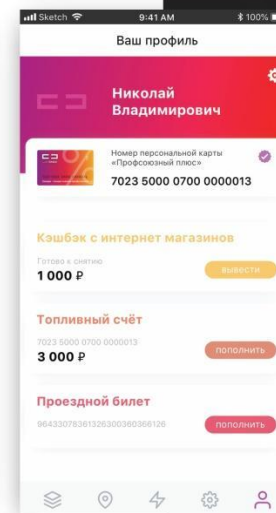 Sketch 9:41 AM 100%
Ваш профиль
Николай
Владимирович
Номер персональной карты
«Профсоюзный плюс»
7023 5000 0700 0000013
Кэшбэк с интернет магазинов
Готово к снятию
1 000 ₽
ВЫВЕСТИ
Топливный счёт
7023 5000 0700 0000013
3 000 ₽
ПОПОЛНИТЬ
Проездной билет
96433078361326300360366126
ПОПОЛНИТЬ